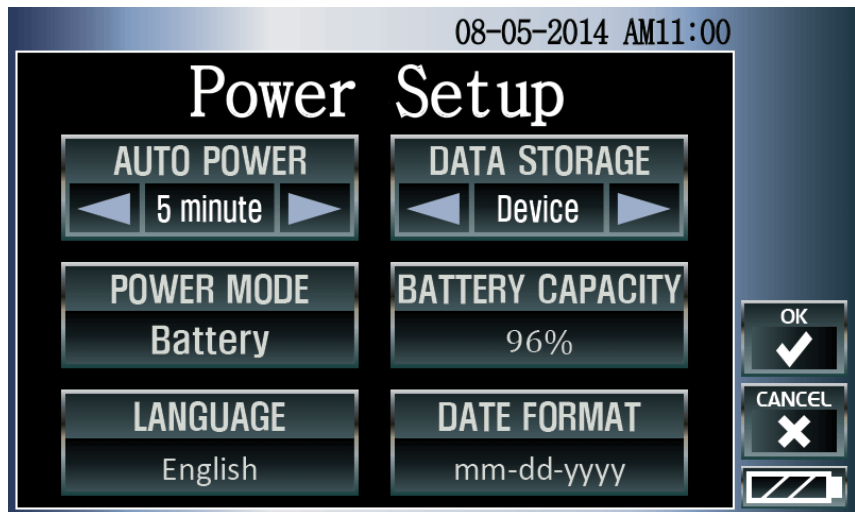 08-05-2014 AM11:00
Power Setup
AUTO POWER
5 minute
DATA STORAGE
Device
POWER MODE
Battery
BATTERY CAPACITY
96%
LANGUAGE
English
DATE FORMAT
mm-dd-yyyy
OK
CANCEL